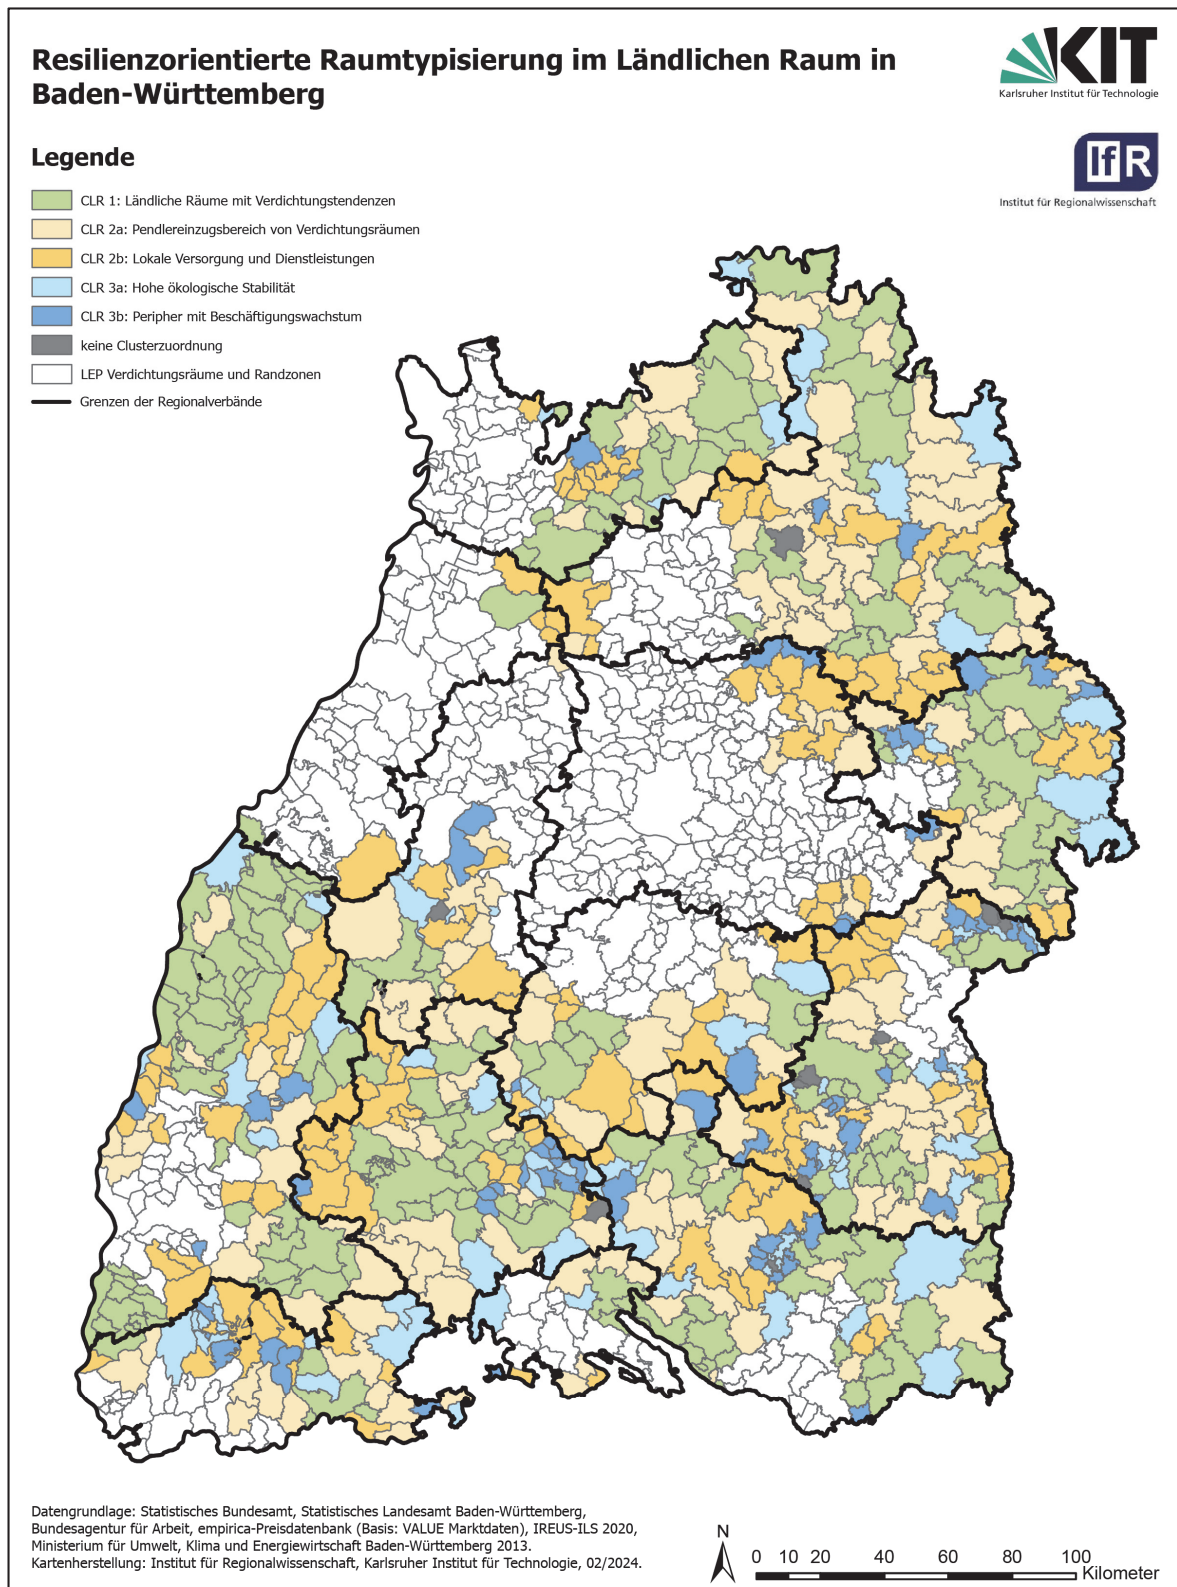 Resilienzorientierte Raumtypisierung im Ländlichen Raum in
Baden-Württemberg
KIT
Karlsruher Institut für Technologie
IfR
Institut für Regionalwissenschaft
Legende
CLR 1: Ländliche Räume mit Verdichtungstendenzen
CLR 2a: Pendlereinzugsbereich von Verdichtungsräumen
CLR 2b: Lokale Versorgung und Dienstleistungen
CLR 3a: Hohe ökologische Stabilität
CLR 3b: Peripher mit Beschäftigungswachstum
keine Clusterzuordnung
LEP Verdichtungsräume und Randzonen
Grenzen der Regionalverbände
Datengrundlage: Statistisches Bundesamt, Statistisches Landesamt Baden-Württemberg,
Bundesagentur für Arbeit, empirica-Preisdatenbank (Basis: VALUE Marktdaten), IREUS-ILS 2020,
Ministerium für Umwelt, Klima und Energiewirtschaft Baden-Württemberg 2013.
Kartenherstellung: Institut für Regionalwissenschaft, Karlsruher Institut für Technologie, 02/2024.
N
0 10 20 40 60 80 100
Kilometer